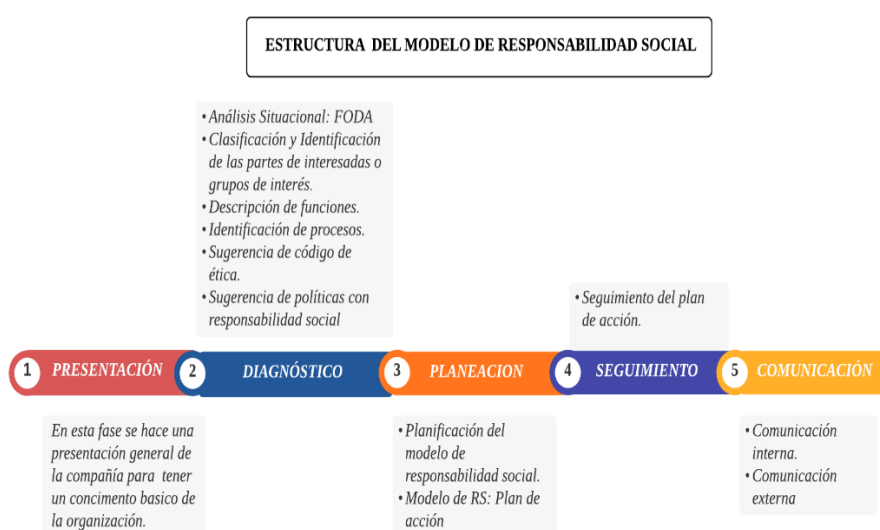 ESTRUCTURA DEL MODELO DE RESPONSABILIDAD SOCIAL
• Análisis Situacional: FODA
• Clasificación y Identificación
de las partes de interesadas o
grupos de interés.
• Descripción de funciones.
• Identificación de procesos.
• Sugerencia de código de
ética.
• Sugerencia de políticas con
responsabilidad social
• Seguimiento del plan
de acción.
1 PRESENTACIÓN
2 DIAGNÓSTICO
3 PLANEACION
4 SEGUIMIENTO
5 COMUNICACIÓN
En esta fase se hace una
presentación general de
la compañía para tener
un concimento basico de
la organización.
• Planificación del
modelo de
responsabilidad social.
• Modelo de RS: Plan de
acción
• Comunicación
interna.
• Comunicación
externa